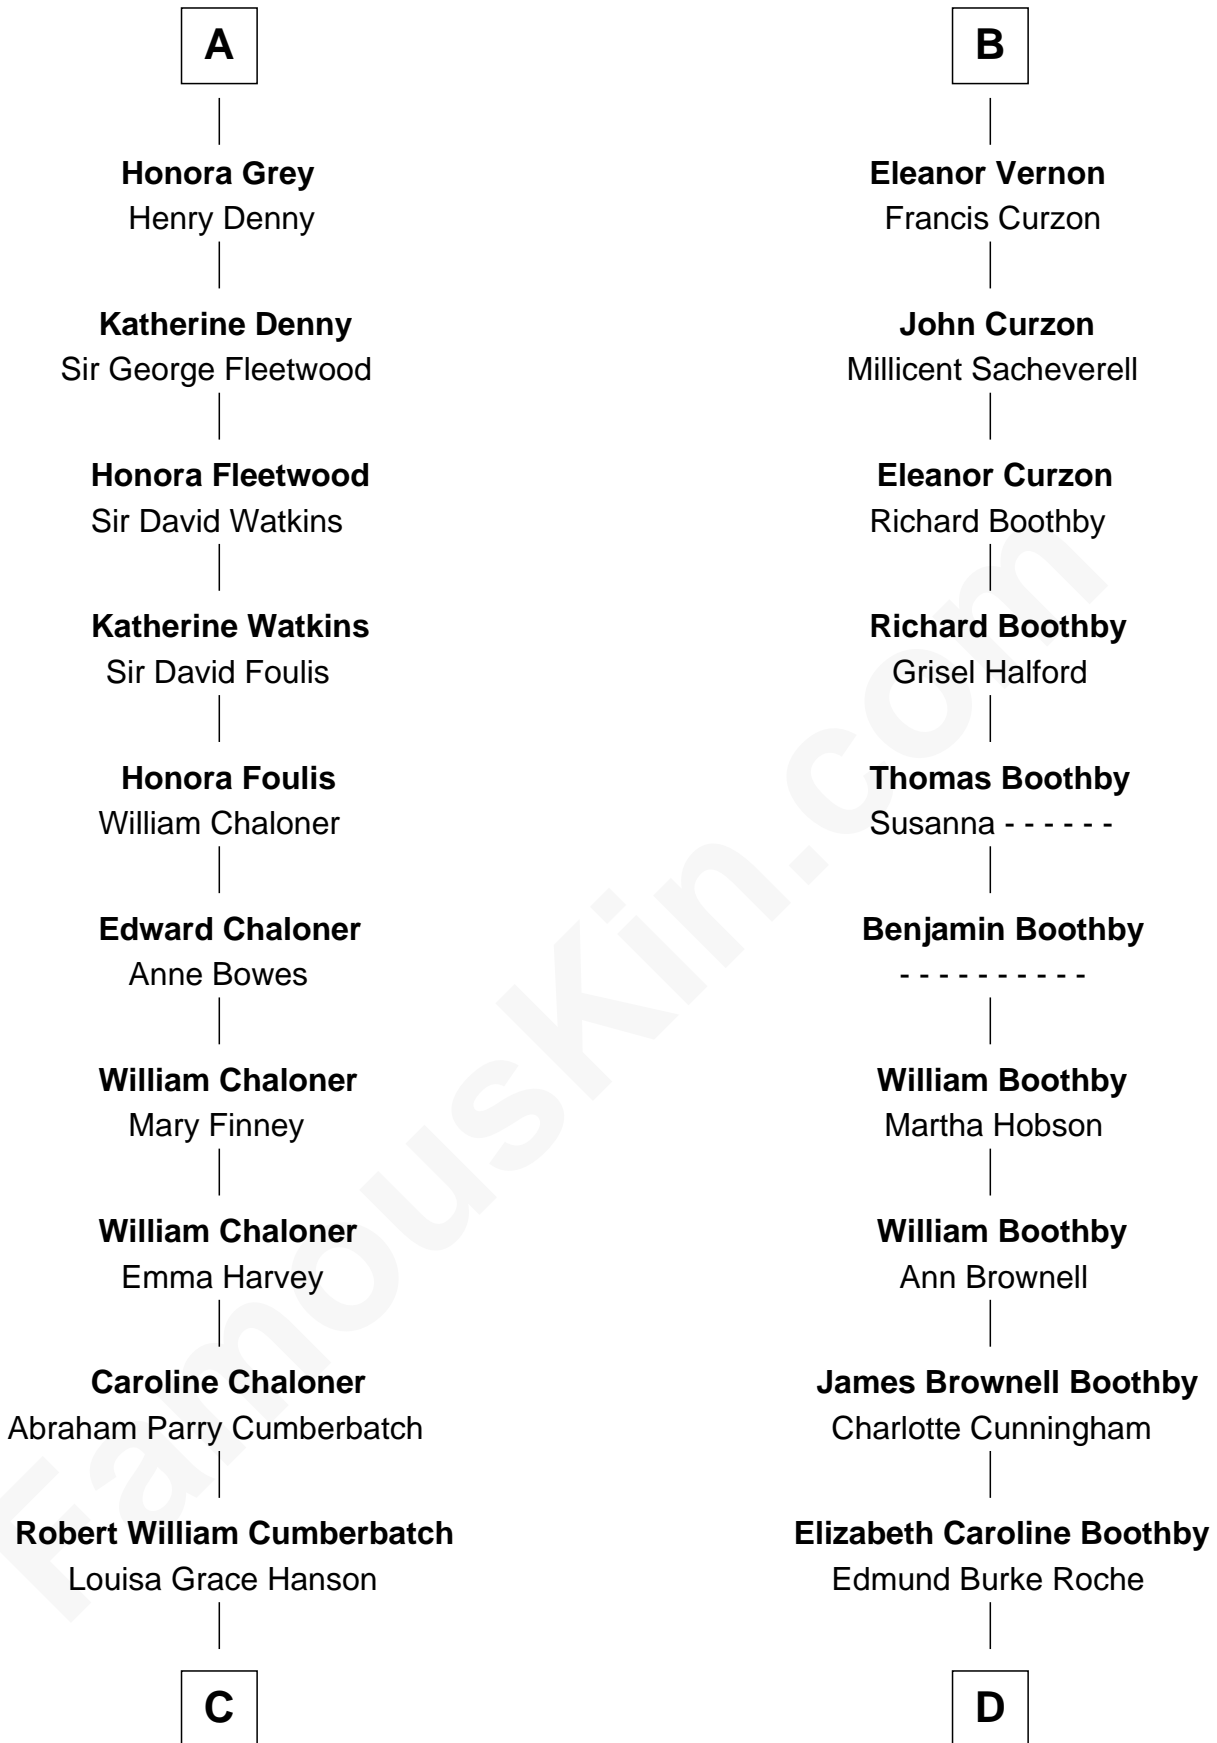 A
Honora Grey
Henry Denny
Katherine Denny
Sir George Fleetwood
Honora Fleetwood
Sir David Watkins
Katherine Watkins
Sir David Foulis
Honora Foulis
William Chaloner
Edward Chaloner
Anne Bowes
William Chaloner
Mary Finney
William Chaloner
Emma Harvey
Caroline Chaloner
Abraham Parry Cumberbatch
Robert William Cumberbatch
Louisa Grace Hanson
C
B
Eleanor Vernon
Francis Curzon
John Curzon
Millicent Sacheverell
Eleanor Curzon
Richard Boothby
Richard Boothby
Grisel Halford
Thomas Boothby
Susanna - - - - - -
Benjamin Boothby
- - - - - - - - - -
William Boothby
Martha Hobson
William Boothby
Ann Brownell
James Brownell Boothby
Charlotte Cunningham
Elizabeth Caroline Boothby
Edmund Burke Roche
D
FamousKin.com